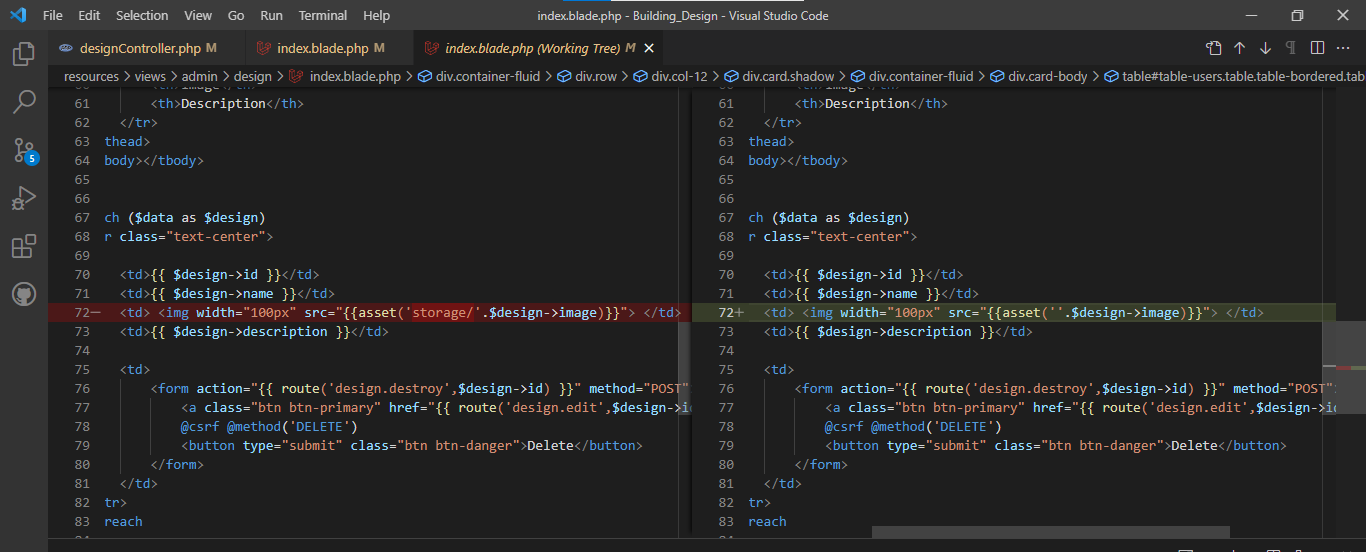 File Edit Selection View Go Run Terminal Help index.blade.php - Building_Design - Visual Studio Code
designController.php M index.blade.php M index.blade.php (Working Tree) M
resources > views > admin > design > index.blade.php > div.container-fluid > div.row > div.col-12 > div.card.shadow > div.container-fluid > div.card-body > table#table-users.table.table-bordered.tab
5
61 <th>Description</th>
62 </tr>
63 thead>
64 body></tbody>
65
66
67 ch ($data as $design)
68 r class="text-center">
69
70 <td>{{ $design->id }}</td>
71 <td>{{ $design->name }}</td>
72— <td> <img width="100px" src="{{asset('storage/'.$design->image)}}"> </td>
73 <td>{{ $design->description }}</td>
74
75 <td>
76 <form action="{{ route('design.destroy',$design->id) }}" method="POST"
77 <a class="btn btn-primary" href="{{ route('design.edit',$design->id
78 @csrf @method('DELETE')
79 <button type="submit" class="btn btn-danger">Delete</button>
80 </form>
81 </td>
82 tr>
83 reach
61 <th>Description</th>
62 </tr>
63 thead>
64 body></tbody>
65
66
67 ch ($data as $design)
68 r class="text-center">
69
70 <td>{{ $design->id }}</td>
71 <td>{{ $design->name }}</td>
72+ <td> <img width="100px" src="{{asset(''.$design->image)}}"> </td>
73 <td>{{ $design->description }}</td>
74
75 <td>
76 <form action="{{ route('design.destroy',$design->id) }}" method="POST"
77 <a class="btn btn-primary" href="{{ route('design.edit',$design->id
78 @csrf @method('DELETE')
79 <button type="submit" class="btn btn-danger">Delete</button>
80 </form>
81 </td>
82 tr>
83 reach